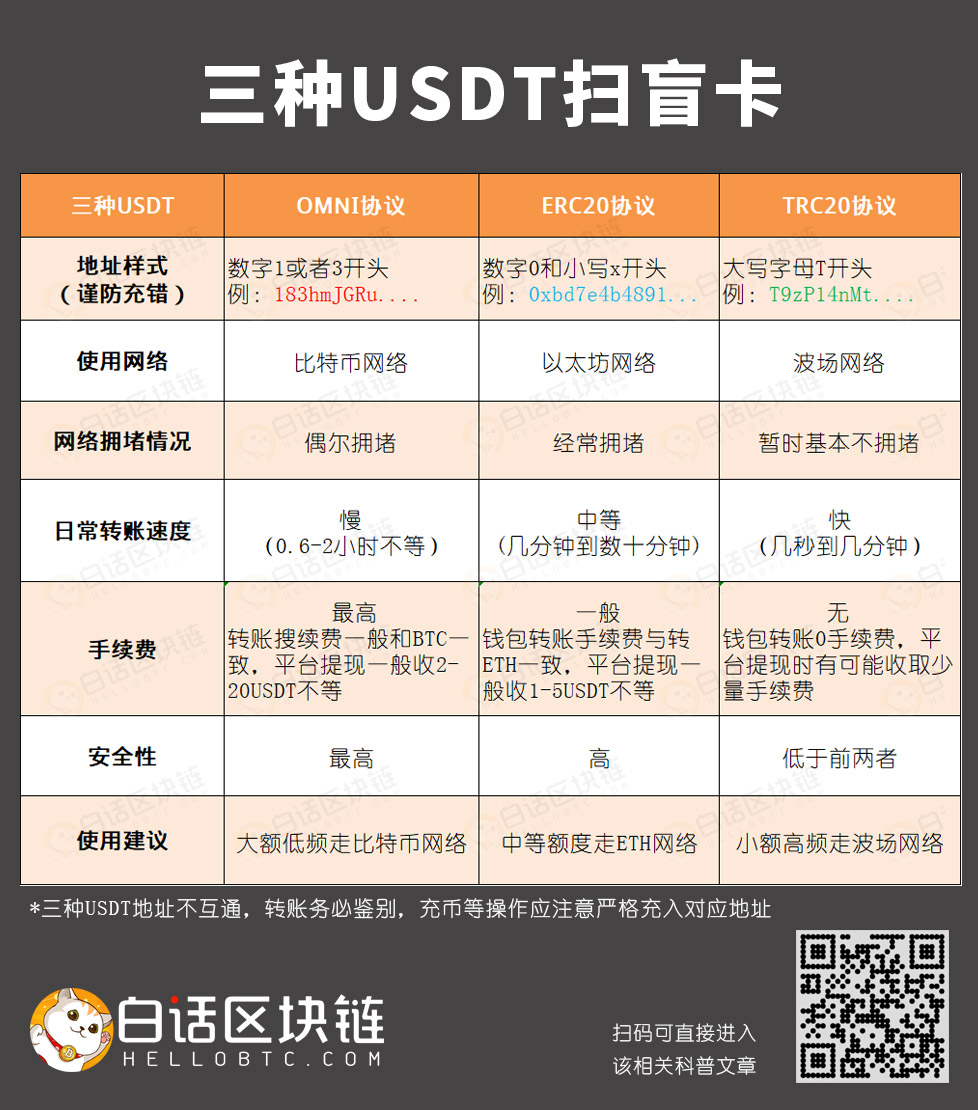 三种USDT扫盲卡
三种USDT
OMNI协议
ERC20协议
TRC20协议
地址样式
(谨防充错)
数字1或者3开头
例: 183hmJGRu....
数字0和小写x开头
例: 0xbd7e4b4891...
大写字母T开头
例: T9zP14nMt....
使用网络
比特币网络
以太坊网络
波场网络
网络拥堵情况
偶尔拥堵
经常拥堵
暂时基本不拥堵
日常转账速度
慢
(0.6-2小时不等)
中等
(几分钟到数十分钟)
快
(几秒到几分钟)
手续费
最高
转账搜续费一般和BTC一
致，平台提现一般收2-
20USDT不等
一般
钱包转账手续费与转
ETH一致，平台提现一
般收1-5USDT不等
无
钱包转账0手续费，平
台提现时有可能收取少
量手续费
安全性
最高
高
低于前两者
使用建议
大额低频走比特币网络
中等额度走ETH网络
小额高频走波场网络
*三种USDT地址不互通，转账务必鉴别，充币等操作应注意严格充入对应地址
白话区块链
HELLOBTC.COM
扫码可直接进入
该相关科普文章